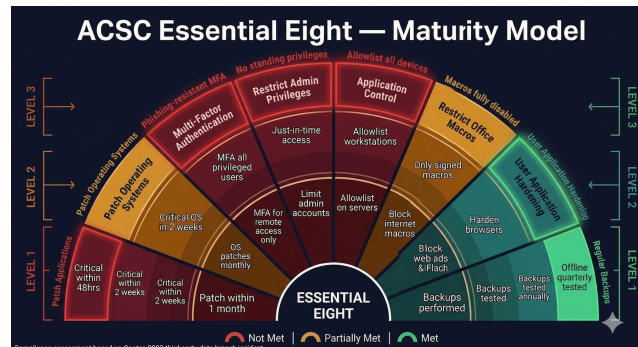 ACSC Essential Eight — Maturity Model
No standing privileges
Allowlist all devices
Phishing-resistant MFA
Macros fully disabled
Restrict Admin
Privileges
Application
Control
Multi-Factor
Authentication
Restrict Office
Macros
LEVEL 3
LEVEL 3
Patch Operating Systems
Patch Operating
Systems
User Application Hardening
User Application
Hardening
Just-in-time
access
Allowlist
workstations
MFA all
privileged
users
Only signed
macros
LEVEL 2
LEVEL 2
Critical OS
in 2 weeks
Harden
browsers
MFA for
remote
access
only
Limit
admin
accounts
Allowlist
on servers
Block
internet
macros
OS
patches
monthly
Block
web ads
& iFlach
LEVEL 1
LEVEL 1
Patch Applications
Regular Backups
Critical
within
48hrs
Critical
within
2 weeks
Critical
within
2 weeks
Patch within
1 month
Backups
performed
Backups
tested
Backups
tested
annually
Offline
quarterly
tested
ESSENTIAL
EIGHT
Not Met | Partially Met | Met